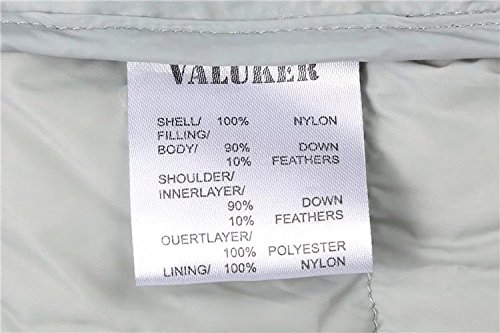 VALUKER
SHELL/ 100% NYLON
FILLING/
BODY/ 90% DOWN
10% FEATHERS
SHOULDER/
INNERLAYER/
90% DOWN
10% FEATHERS
OUERTLAYER/
100% POLYESTER
LINING/ 100% NYLON